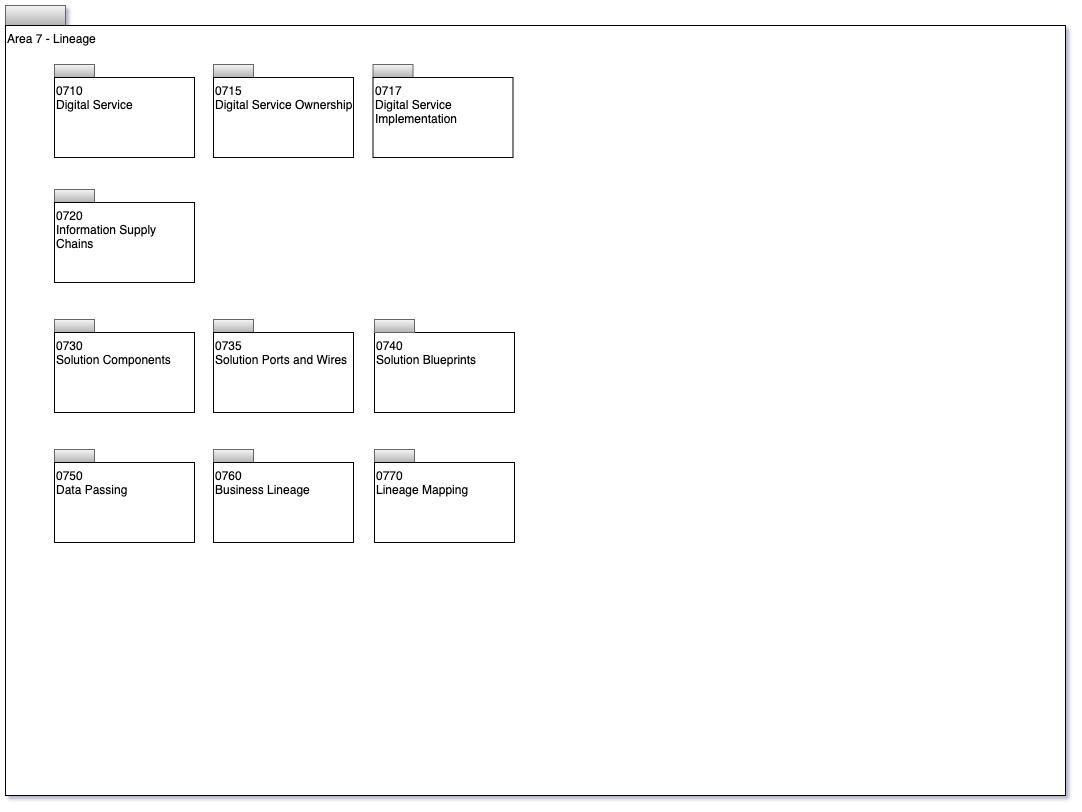 Area 7 - Lineage
0710
Digital Service
0715
Digital Service Ownership
0717
Digital Service
Implementation
0720
Information Supply
Chains
0730
Solution Components
0735
Solution Ports and Wires
0740
Solution Blueprints
0750
Data Passing
0760
Business Lineage
0770
Lineage Mapping